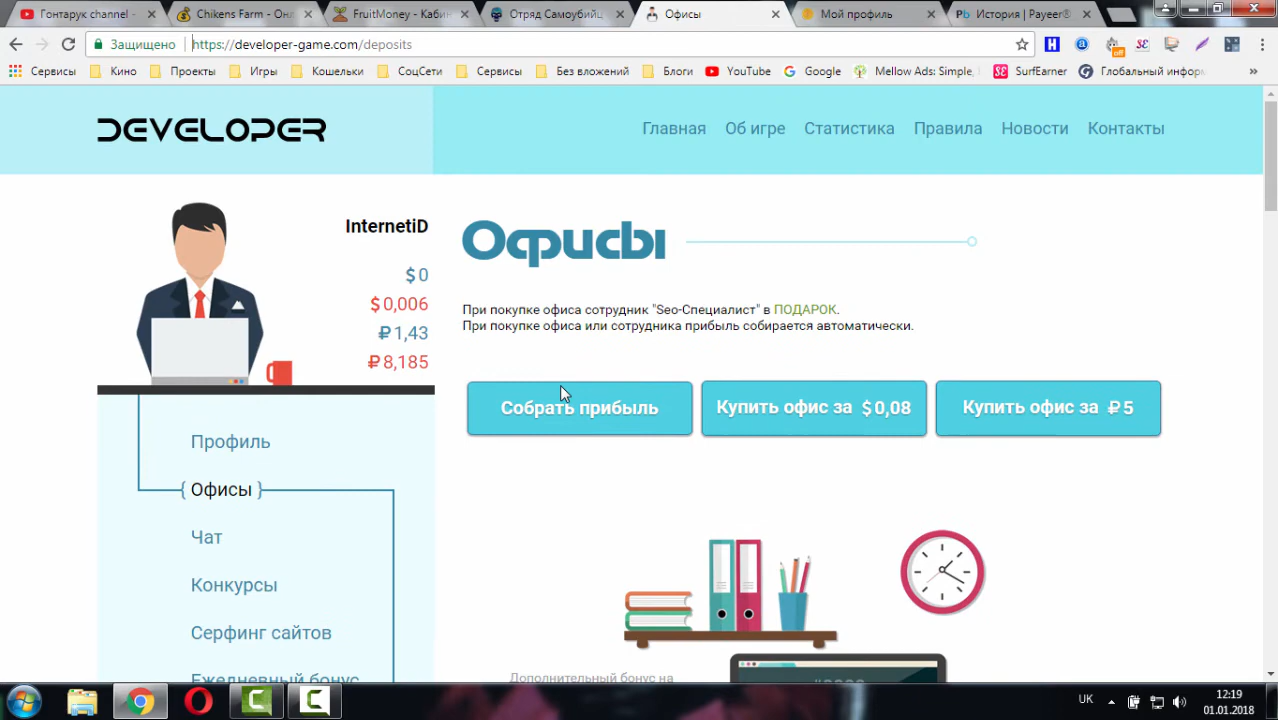 Гонтарук channel -
Chikens Farm - Онл
FruitMoney - Кабин
Отряд Самоубийц
Офисы
Мой профиль
История | Payeer®
Защищено
https://developer-game.com/deposits
Сервисы
Кино
Проекты
Игры
Кошельки
СоцСети
Сервисы
Без вложений
Блоги
YouTube
Google
Mellow Ads: Simple,
SurfEarner
Глобальный инфор
DEVELOPER
Главная
Об игре
Статистика
Правила
Новости
Контакты
InternetiD
$0
$0,006
₽1,43
₽8,185
Офисы
При покупке офиса сотрудник "Seo-Специалист" в ПОДАРОК.
При покупке офиса или сотрудника прибыль собирается автоматически.
Собрать прибыль
Купить офис за $0,08
Купить офис за ₽5
Профиль
{ Офисы }
Чат
Конкурсы
Серфинг сайтов
Ежедневный бонус
Дополнительный бонус на
UK
12:19
01.01.2018